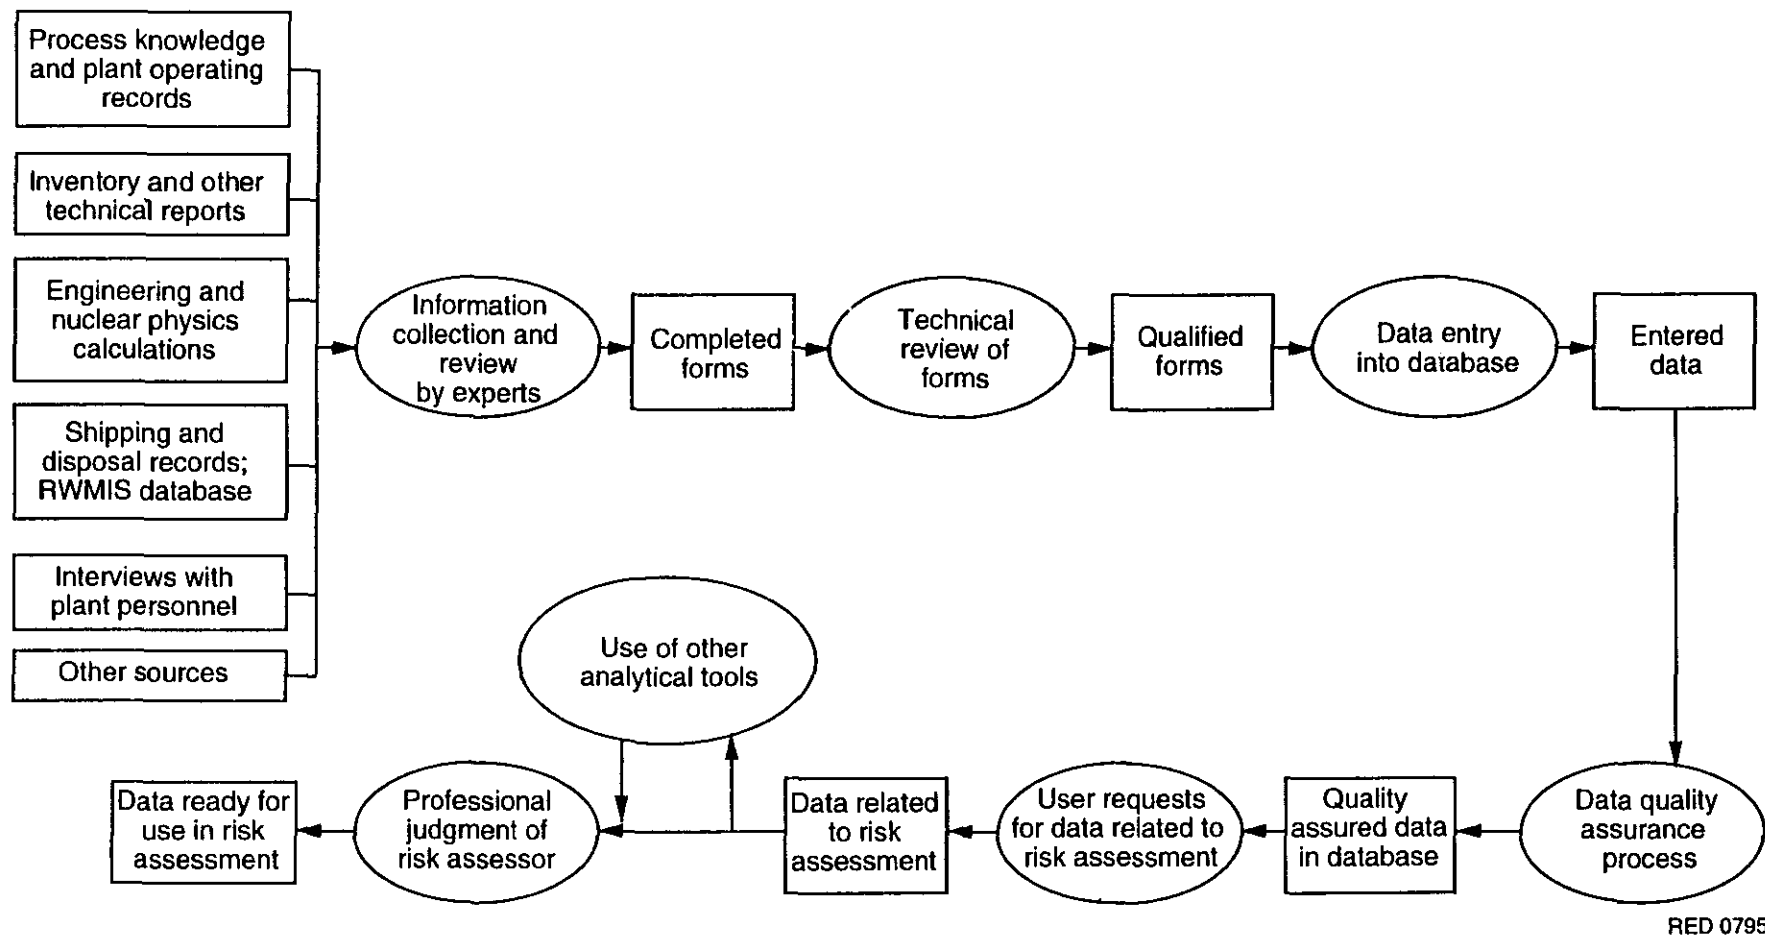 Process knowledge
and plant operating
records
Inventory and other
technical reports
Engineering and
nuclear physics
calculations
Shipping and
disposal records;
RWMIS database
Interviews with
plant personnel
Other sources
Information
collection and
review
by experts
Completed
forms
Technical
review of
forms
Qualified
forms
Data entry
into database
Entered
data
Use of other
analytical tools
Data ready for
use in risk
assessment
Professional
judgment of
risk assessor
Data related
to risk
assessment
User requests
for data related to
risk assessment
Quality
assured data
in database
Data quality
assurance
process
RED 0795